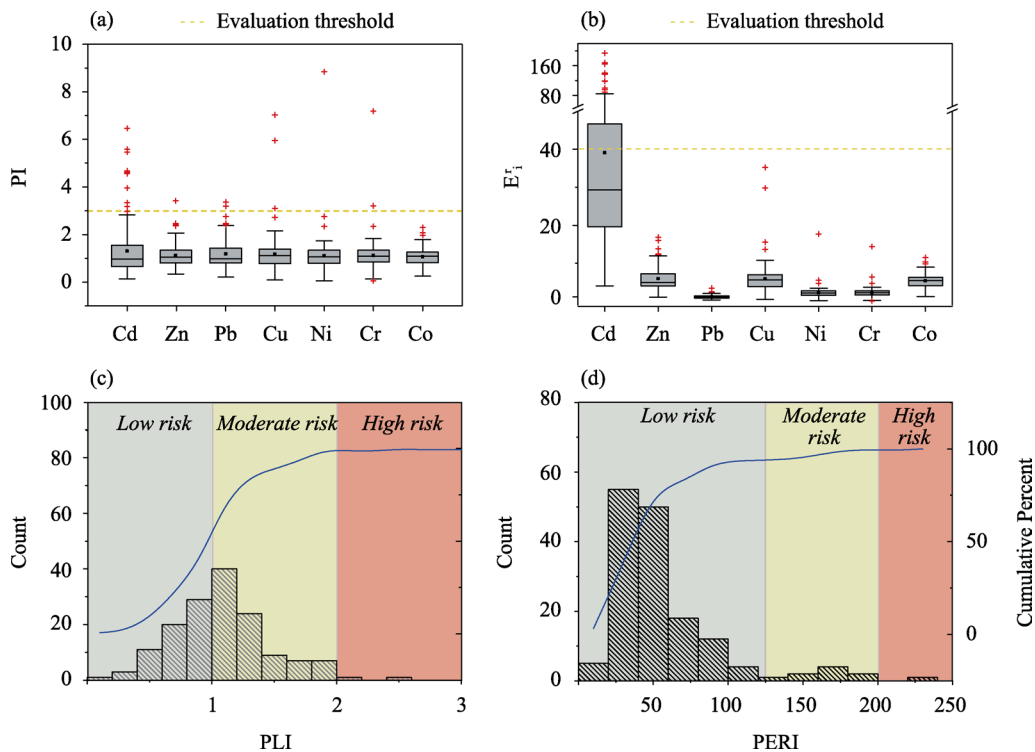 (a)
Evaluation threshold
10
8
6
4
2
0
PI
Cd Zn Pb Cu Ni Cr Co
(b)
Evaluation threshold
160
80
40
20
0
E^r_i
Cd Zn Pb Cu Ni Cr Co
(c)
100
80
60
40
20
0
Count
Low risk Moderate risk High risk
1 2 3
PLI
(d)
80
60
40
20
0
Count
Low risk
Moderate
risk
High
risk
100
50
0
Cumulative Percent
50 100 150 200 250
PERI